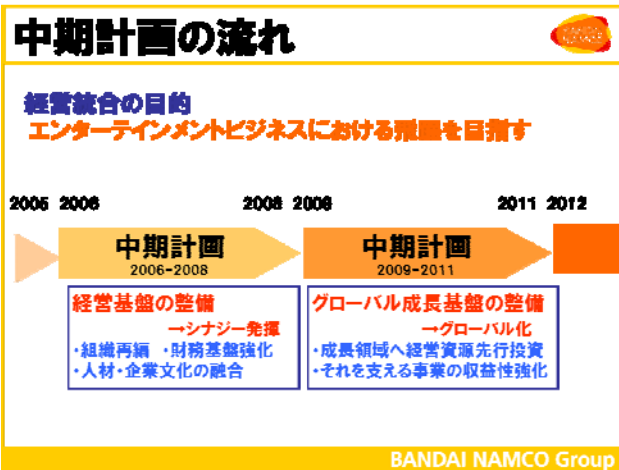 中期計画の流れ
経営統合の目的
エンターテインメントビジネスにおける飛躍を目指す
2005 2006 2008 2009 2011 2012
中期計画
2006-2008
中期計画
2009-2011
経営基盤の整備
→シナジー発揮
・組織再編 ・財務基盤強化
・人材・企業文化の融合
グローバル成長基盤の整備
→グローバル化
・成長領域へ経営資源先行投資
・それを支える事業の収益性強化
BANDAI NAMCO Group